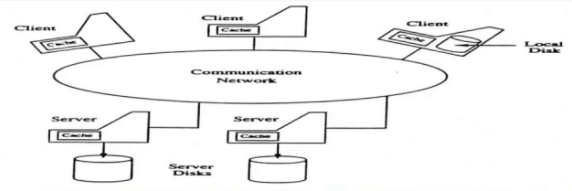 Client
Cache
Client
Cache
Client
Cache
Local
Disk
Communication
Network
Server
Cache
Server
Cache
Server
Disks